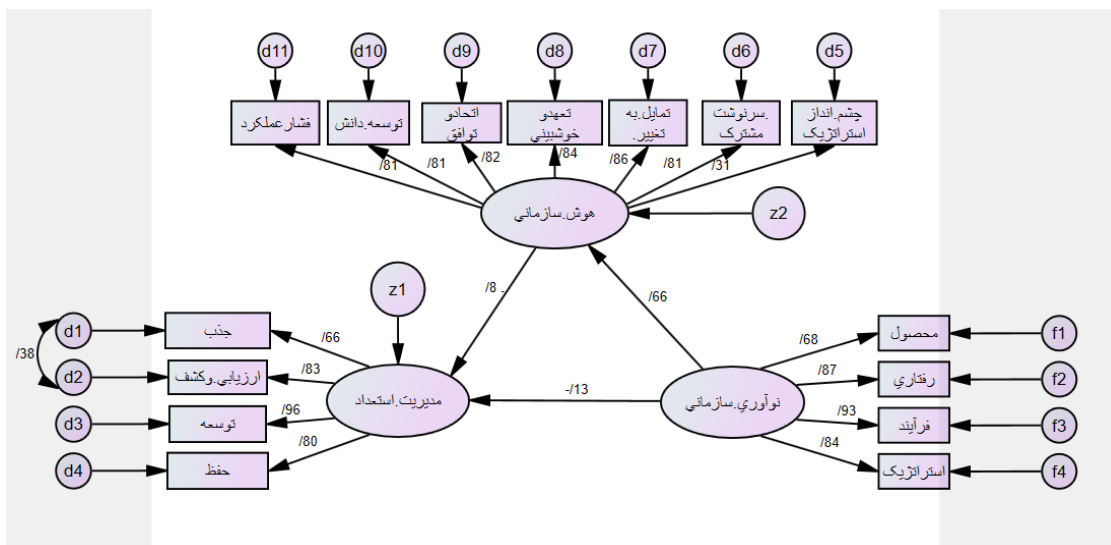 d11 d10 d9 d8 d7 d6 d5
فشارعملکرد
توسعه.دانش
اتحادو
توافق
تعهدو
خوشبيني
تمايل.به
تغيير.
سرنوشت.
مشترک
چشم.انداز
استراتژيک
/81 /81 /82 /84 /86 /81 /31
هوش.سازماني
z2
z1
/8 .
/66
d1
جذب
/66
/38
d2
ارزيابي.وکشف
/83
d3
توسعه
/96
d4
حفظ
/80
مديريت.استعداد
-/13
نوآوري.سازماني
/68
محصول
f1
/87
رفتاري
f2
/93
فرآيند
f3
/84
استراتژيک
f4